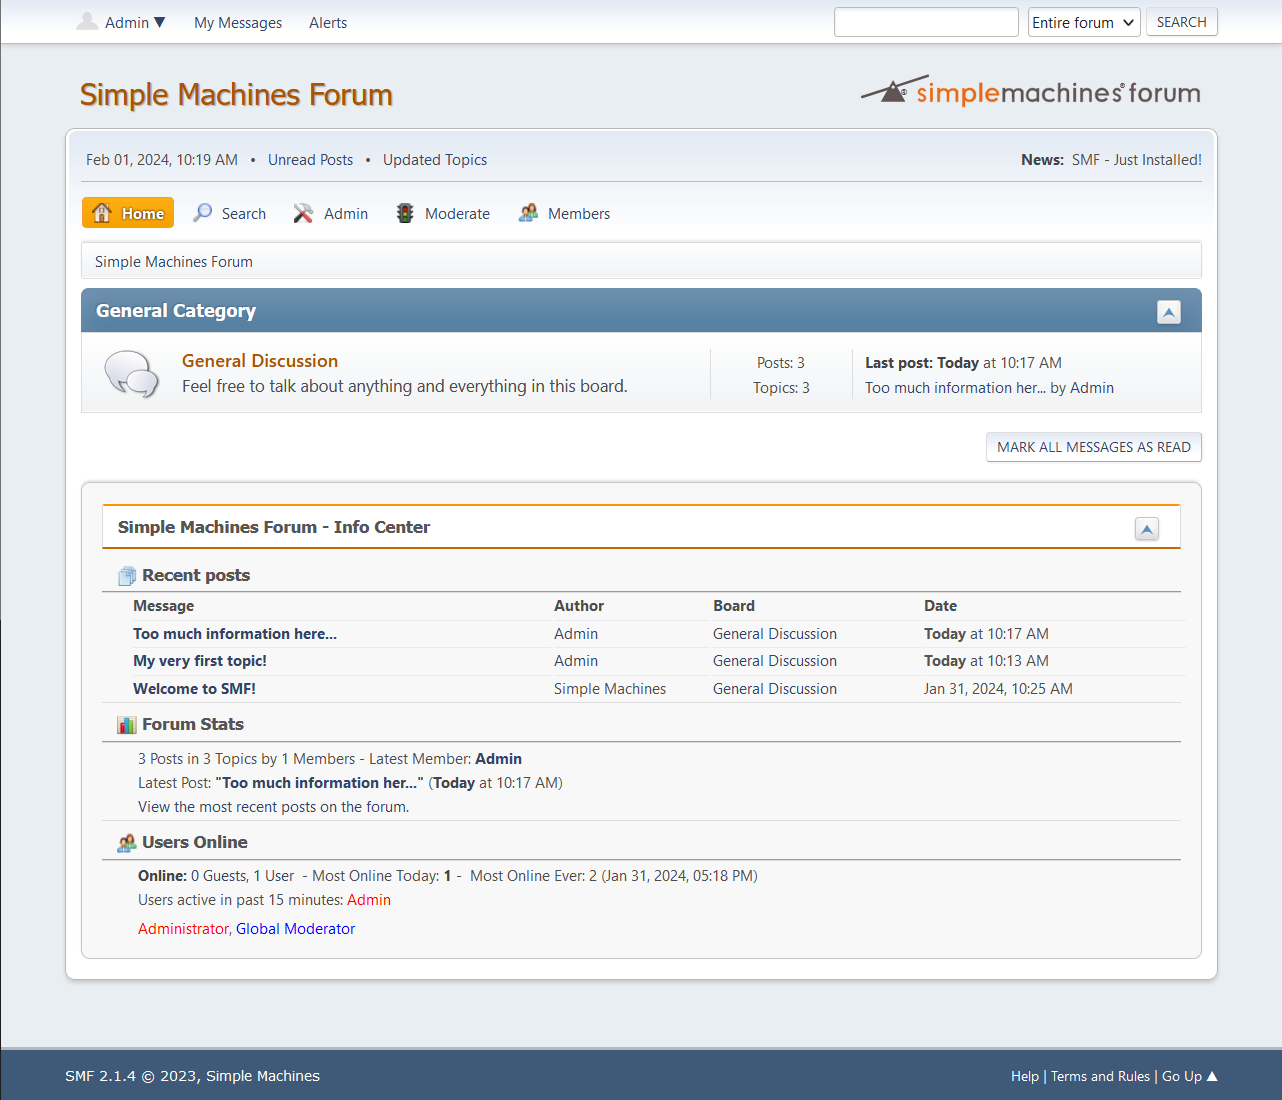 Admin ▼ My Messages Alerts Entire forum SEARCH
Simple Machines Forum
simplemachines® forum
Feb 01, 2024, 10:19 AM • Unread Posts • Updated Topics News: SMF - Just Installed!
Home Search Admin Moderate Members
Simple Machines Forum
General Category
General Discussion
Feel free to talk about anything and everything in this board.
Posts: 3
Topics: 3
Last post: Today at 10:17 AM
Too much information her... by Admin
MARK ALL MESSAGES AS READ
Simple Machines Forum - Info Center
Recent posts
Message Author Board Date
Too much information here... Admin General Discussion Today at 10:17 AM
My very first topic! Admin General Discussion Today at 10:13 AM
Welcome to SMF! Simple Machines General Discussion Jan 31, 2024, 10:25 AM
Forum Stats
3 Posts in 3 Topics by 1 Members - Latest Member: Admin
Latest Post: "Too much information her..." (Today at 10:17 AM)
View the most recent posts on the forum.
Users Online
Online: 0 Guests, 1 User - Most Online Today: 1 - Most Online Ever: 2 (Jan 31, 2024, 05:18 PM)
Users active in past 15 minutes: Admin
Administrator, Global Moderator
SMF 2.1.4 © 2023, Simple Machines Help | Terms and Rules | Go Up ▲